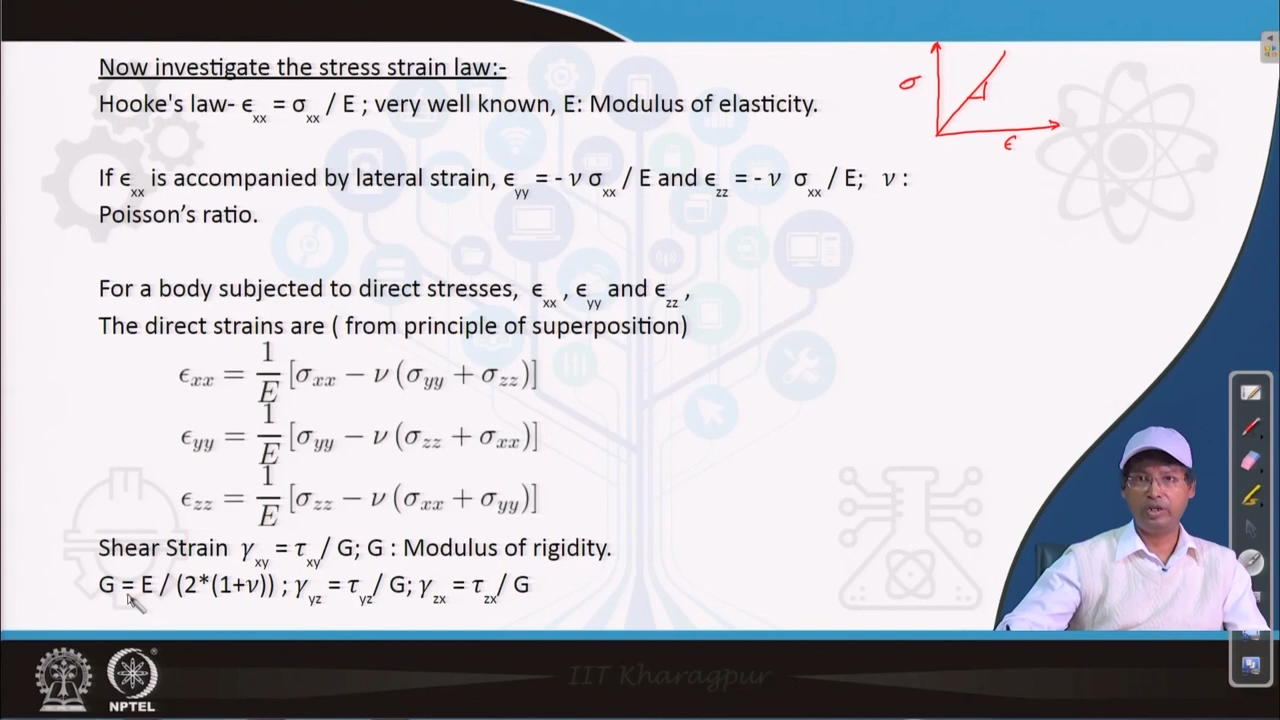 Now investigate the stress strain law:-
Hooke's law- ϵxx = σxx / E ; very well known, E: Modulus of elasticity.
If ϵxx is accompanied by lateral strain, ϵyy = - ν σxx / E and ϵzz = - ν σxx / E; ν :
Poisson’s ratio.
For a body subjected to direct stresses, ϵxx , ϵyy and ϵzz ,
The direct strains are ( from principle of superposition)
ϵxx = 1/E [σxx − ν (σyy + σzz)]
ϵyy = 1/E [σyy − ν (σzz + σxx)]
ϵzz = 1/E [σzz − ν (σxx + σyy)]
Shear Strain γxy = τxy/ G; G : Modulus of rigidity.
G = E / (2*(1+ν)) ; γyz = τyz/ G; γzx = τzx/ G
σ
ϵ
NPTEL
IIT Kharagpur